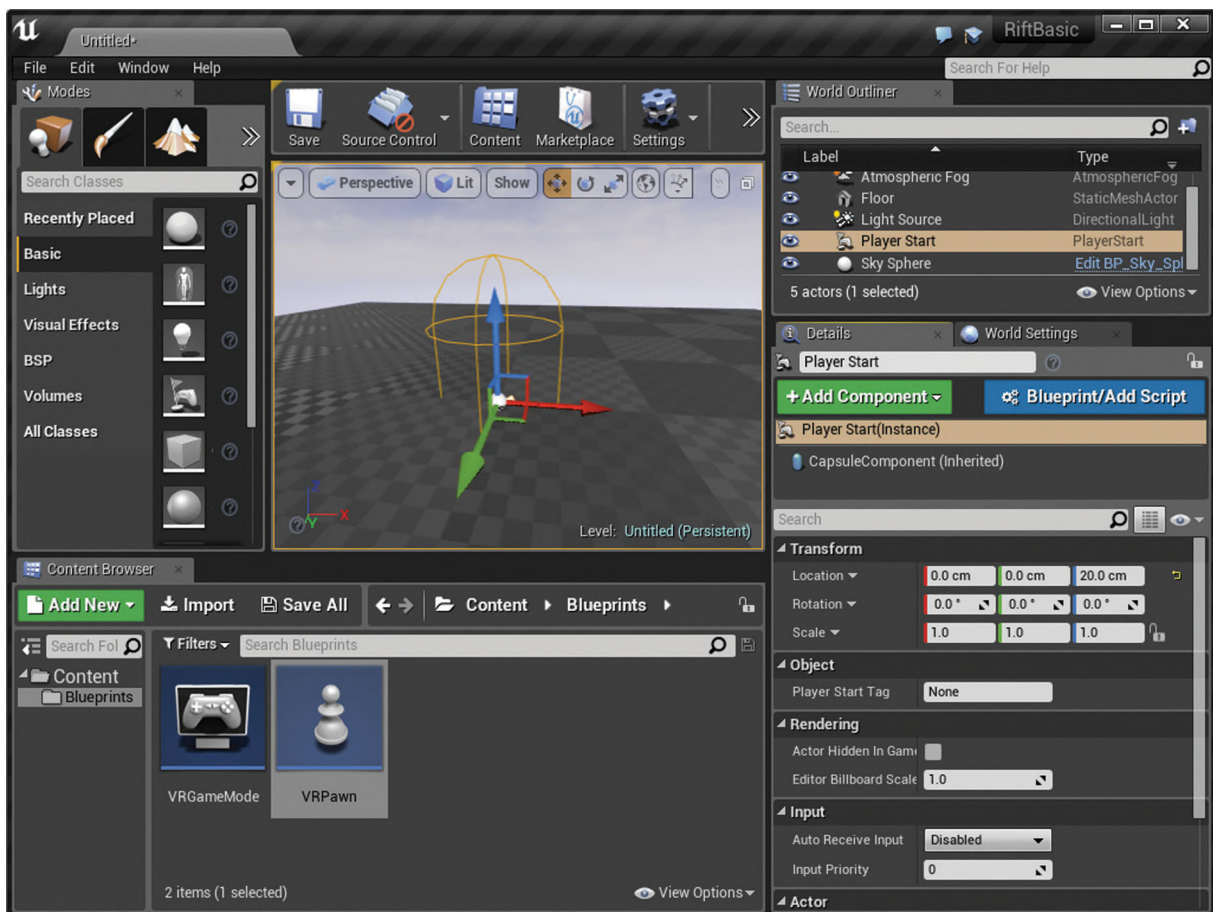 Untitled•
RiftBasic
File Edit Window Help
Search For Help
Modes
Search Classes
Recently Placed
Basic
Lights
Visual Effects
BSP
Volumes
All Classes
Save Source Control Content Marketplace Settings
Perspective Lit Show
Z
X
Y
Level: Untitled (Persistent)
World Outliner
Search...
Label Type
Atmospheric Fog AtmosphericFog
Floor StaticMeshActor
Light Source DirectionalLight
Player Start PlayerStart
Sky Sphere Edit BP_Sky_Spl
5 actors (1 selected) View Options
Details World Settings
Player Start
+Add Component Blueprint/Add Script
Player Start(Instance)
CapsuleComponent (Inherited)
Search
Transform
Location 0.0 cm 0.0 cm 20.0 cm
Rotation 0.0 ° 0.0 ° 0.0 °
Scale 1.0 1.0 1.0
Object
Player Start Tag None
Rendering
Actor Hidden In Game
Editor Billboard Scale 1.0
Input
Auto Receive Input Disabled
Input Priority 0
Actor
Content Browser
Add New Import Save All Content Blueprints
Search Fol Filters Search Blueprints
Content
Blueprints
VRGameMode VRPawn
2 items (1 selected) View Options